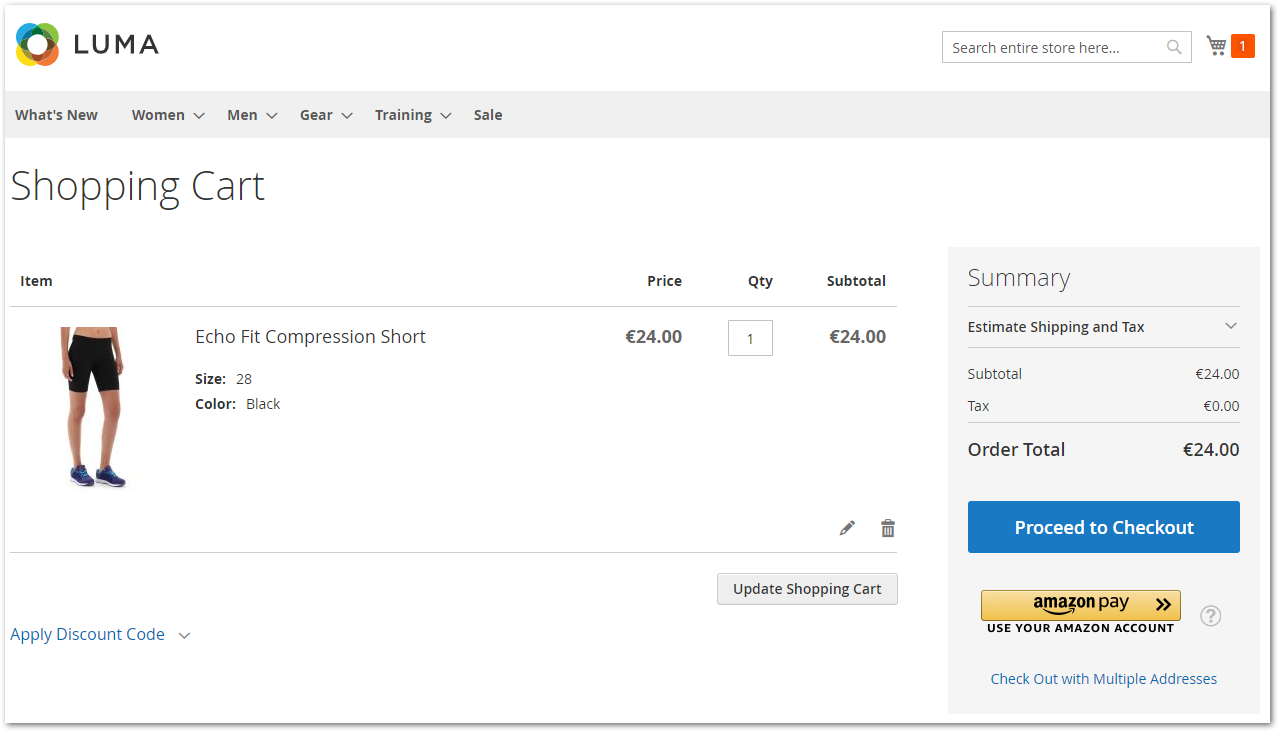 LUMA
Search entire store here...
1
What's New Women Men Gear Training Sale
Shopping Cart
Item Price Qty Subtotal
Echo Fit Compression Short €24.00 1 €24.00
Size: 28
Color: Black
Update Shopping Cart
Apply Discount Code
Summary
Estimate Shipping and Tax
Subtotal €24.00
Tax €0.00
Order Total €24.00
Proceed to Checkout
amazon pay
?
USE YOUR AMAZON ACCOUNT
Check Out with Multiple Addresses